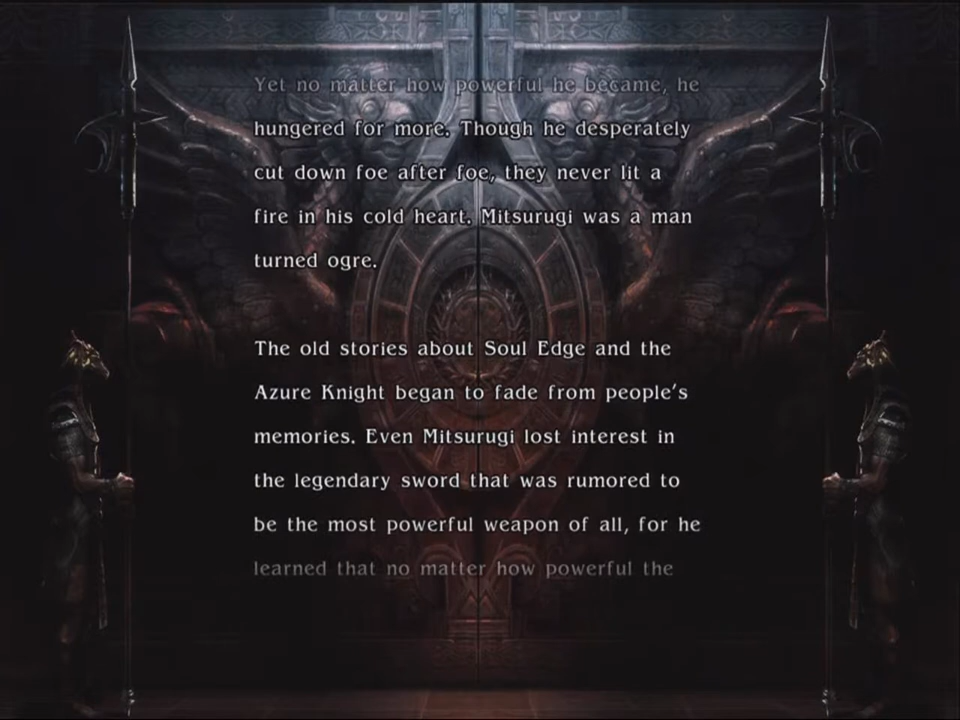 Yet no matter how powerful he became, he
hungered for more. Though he desperately
cut down foe after foe, they never lit a
fire in his cold heart. Mitsurugi was a man
turned ogre.
The old stories about Soul Edge and the
Azure Knight began to fade from people's
memories. Even Mitsurugi lost interest in
the legendary sword that was rumored to
be the most powerful weapon of all, for he
learned that no matter how powerful the